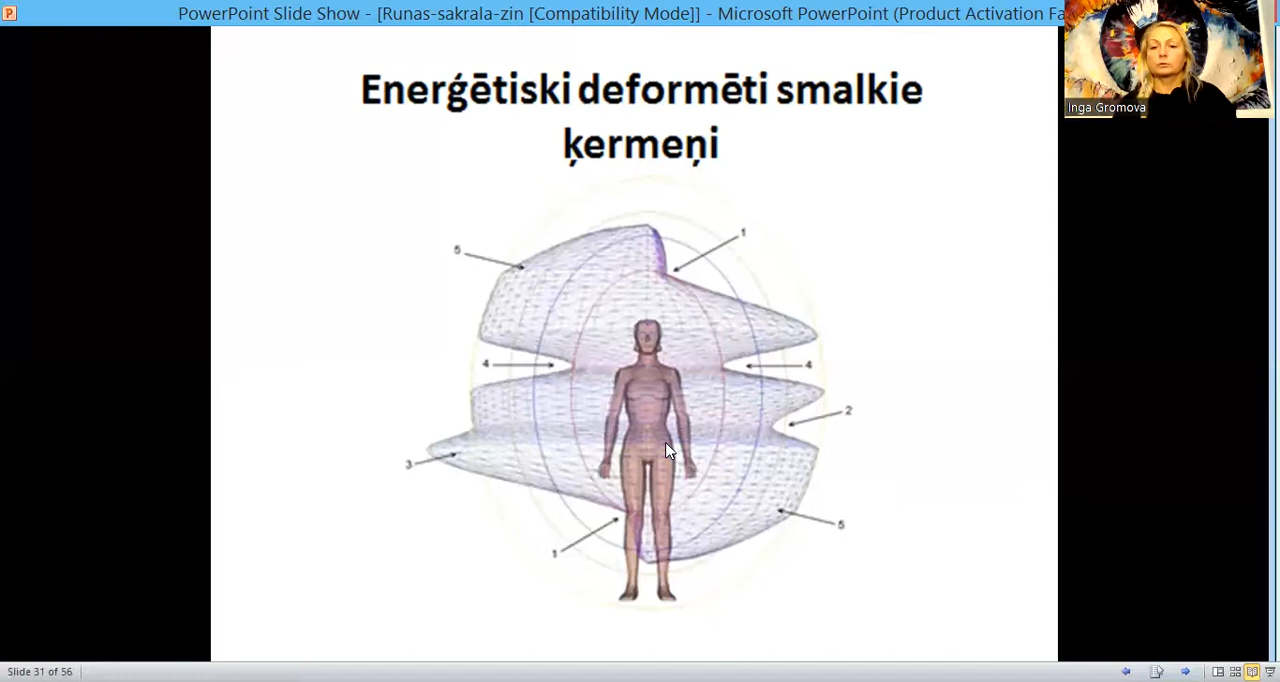 PowerPoint Slide Show - [Runas-sakrala-zin [Compatibility Mode]] - Microsoft PowerPoint (Product Activation Fa
Inga Gromova
Enerģētiski deformēti smalkie
ķermeņi
1
5
4
4
2
3
5
1
Slide 31 of 56